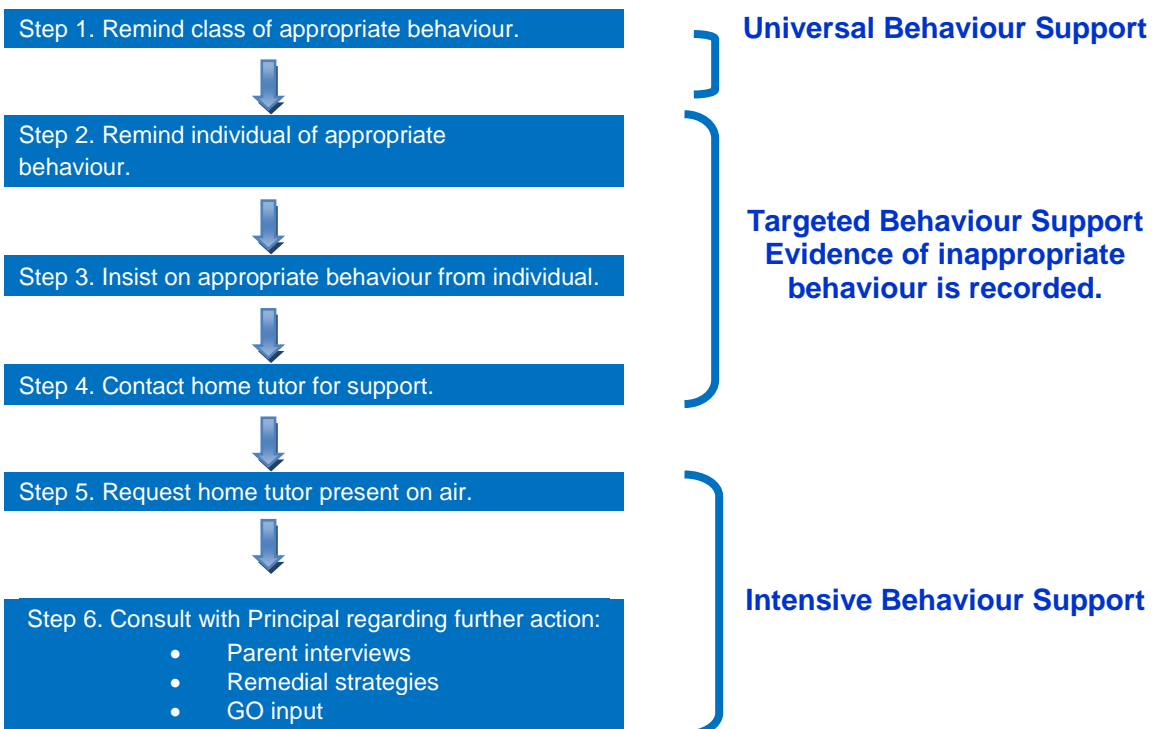 Step 1. Remind class of appropriate behaviour.
Universal Behaviour Support
Step 2. Remind individual of appropriate
behaviour.
Step 3. Insist on appropriate behaviour from individual.
Step 4. Contact home tutor for support.
Targeted Behaviour Support
Evidence of inappropriate
behaviour is recorded.
Step 5. Request home tutor present on air.
Step 6. Consult with Principal regarding further action:
• Parent interviews
• Remedial strategies
• GO input
Intensive Behaviour Support